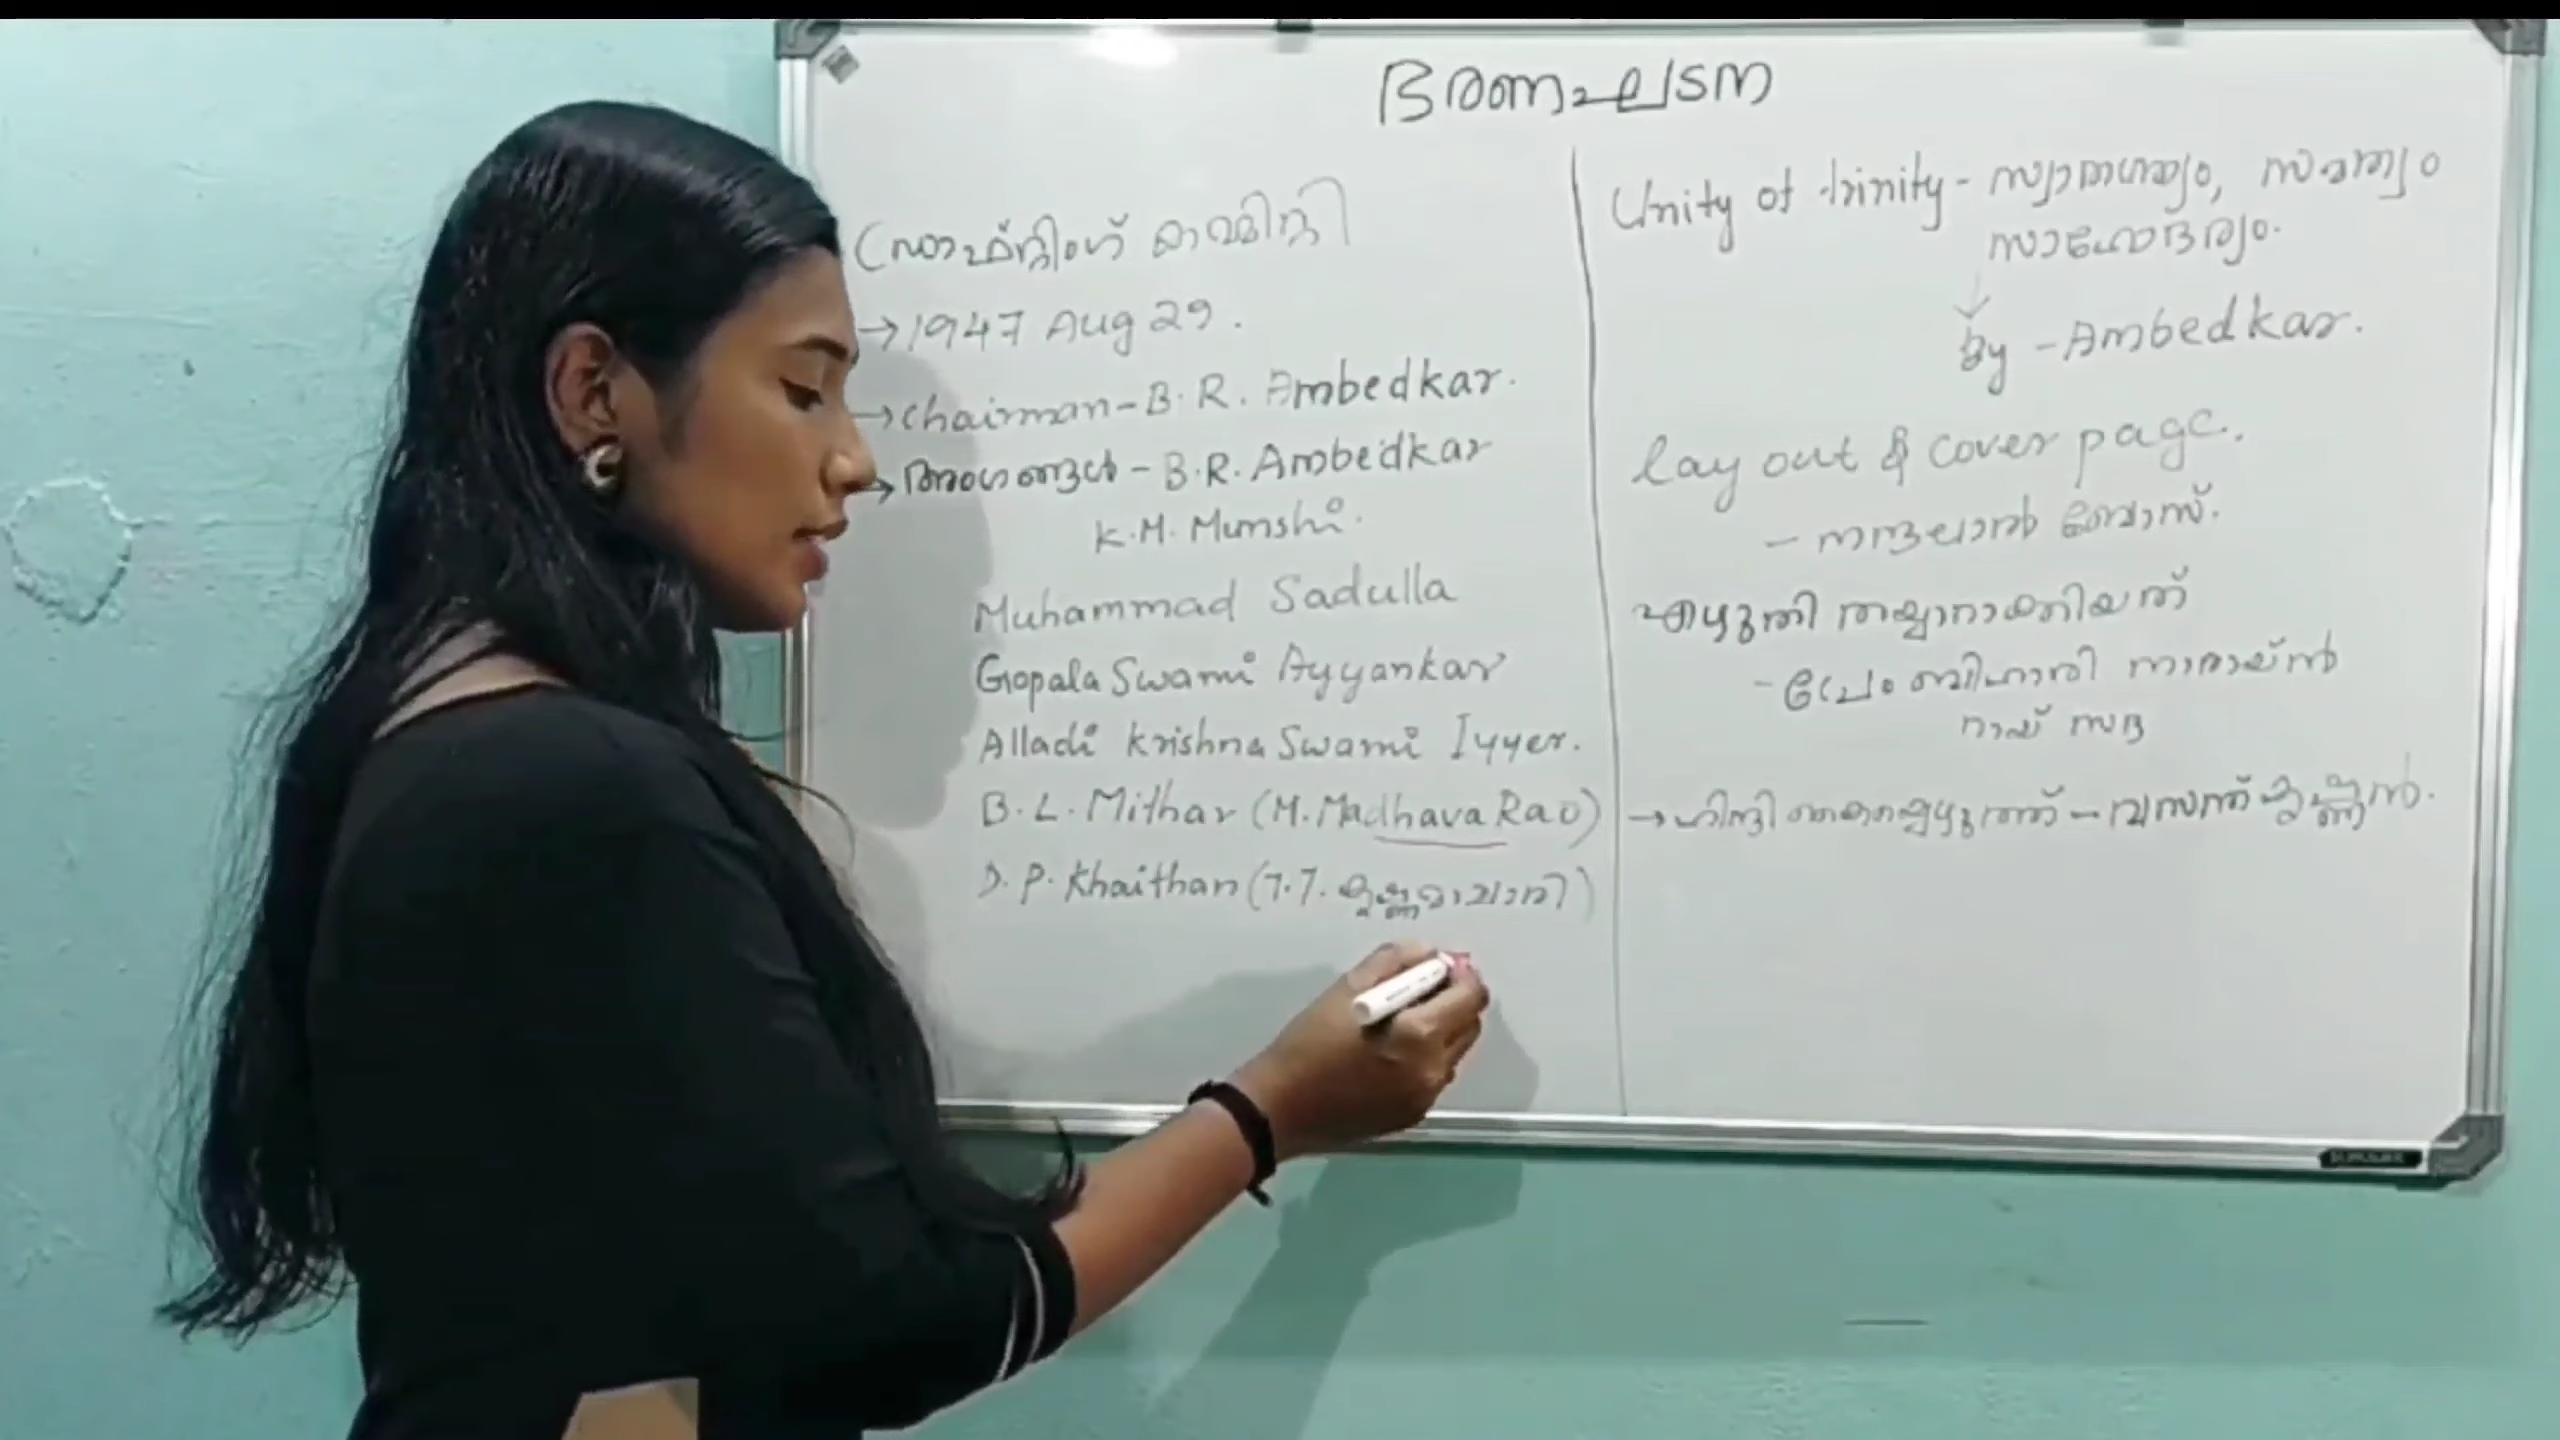 ഭരണഘടന
ഡ്രാഫ്റ്റിംഗ് കമ്മിറ്റി
→1947 Aug 29.
→Chairman-B.R. Ambedkar.
→ അംഗങ്ങൾ - B.R. Ambedkar
K.M. Munshi.
Muhammad Sadulla
Gopala Swami Ayyankar
Alladi Krishna Swami Iyyer.
B.L. Mithar (M. Madhava Rao)
D.P. Khaithan (T.T. കൃഷ്ണമാചാരി)
Unity of trinity - സ്വാതന്ത്ര്യം, സമത്വം
സാഹോദര്യം.
By - Ambedkar.
lay out & cover page.
- നന്ദലാൽ ബോസ്.
എഴുതി തയ്യാറാക്കിയത്
- പ്രേം ബിഹാരി നാരായൺ
റായ് സദ
→ ഹിന്ദി കൈയ്യെഴുത്ത് - വസന്ത് കൃഷ്ണൻ.